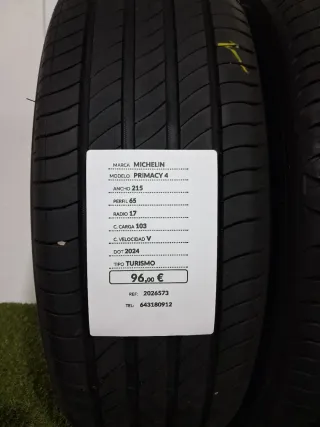 MARCA MICHELIN
MODELO PRIMACY 4
ANCHO 215
PERFIL 65
RADIO 17
C. CARGA 103
C. VELOCIDAD V
DOT 2024
TIPO TURISMO
96,00 €
REF: 2026573
TEL: 643180912